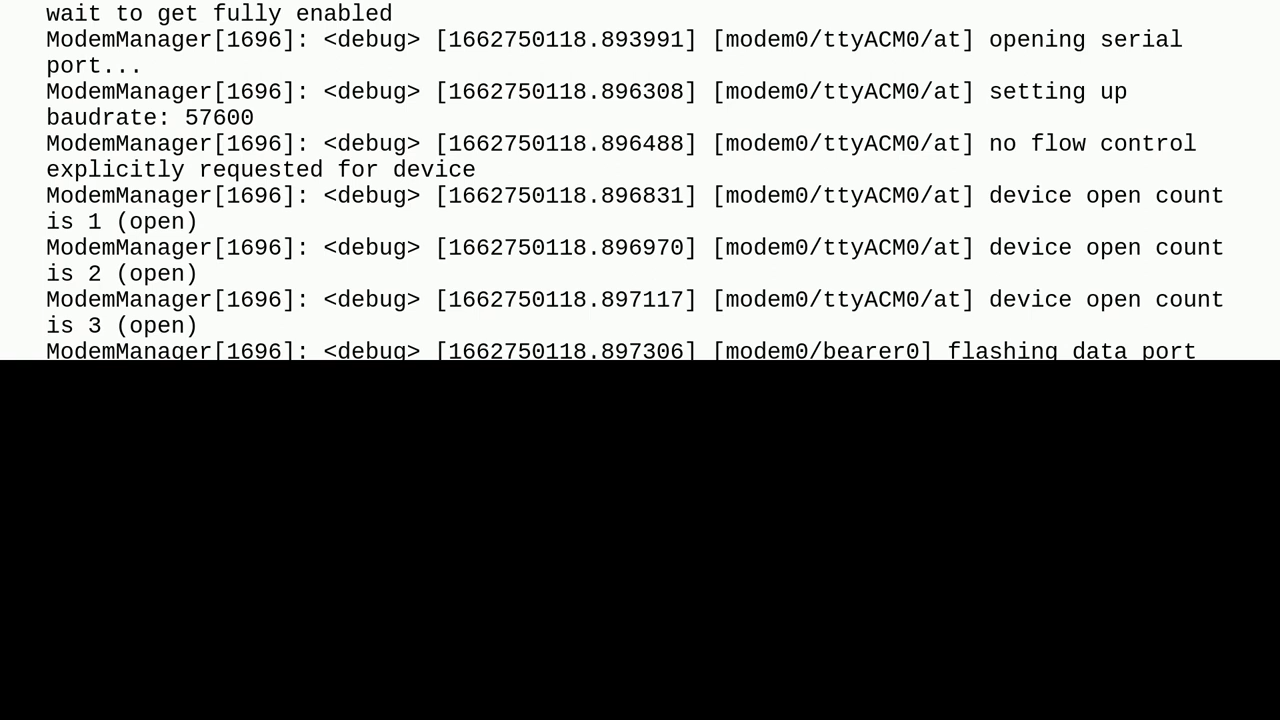 wait to get fully enabled
ModemManager[1696]: <debug> [1662750118.893991] [modem0/ttyACM0/at] opening serial
port...
ModemManager[1696]: <debug> [1662750118.896308] [modem0/ttyACM0/at] setting up
baudrate: 57600
ModemManager[1696]: <debug> [1662750118.896488] [modem0/ttyACM0/at] no flow control
explicitly requested for device
ModemManager[1696]: <debug> [1662750118.896831] [modem0/ttyACM0/at] device open count
is 1 (open)
ModemManager[1696]: <debug> [1662750118.896970] [modem0/ttyACM0/at] device open count
is 2 (open)
ModemManager[1696]: <debug> [1662750118.897117] [modem0/ttyACM0/at] device open count
is 3 (open)
ModemManager[1696]: <debug> [1662750118.897306] [modem0/bearer0] flashing data port